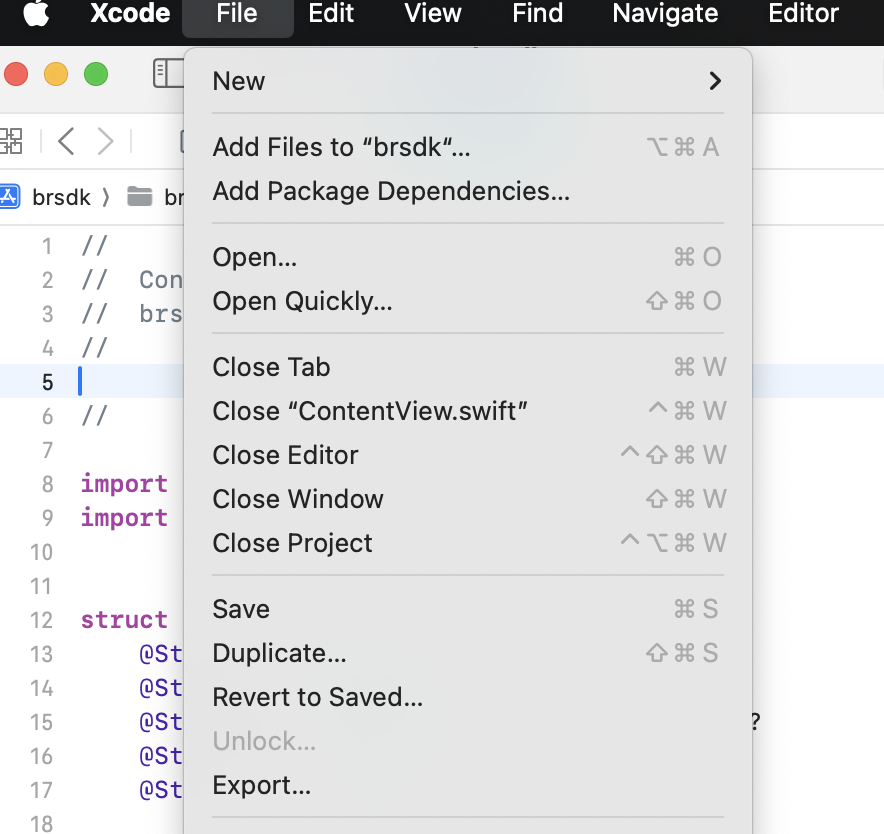 Xcode File Edit View Find Navigate Editor
New
Add Files to “brsdk“... ⌥⌘A
Add Package Dependencies...
brsdk br
Open... ⌘O
Open Quickly... ⇧⌘O
Close Tab ⌘W
Close “ContentView.swift” ^⌘W
Close Editor ^⇧⌘W
Close Window ⇧⌘W
Close Project ^⌥⌘W
Save ⌘S
Duplicate... ⇧⌘S
Revert to Saved...
Unlock...
Export...
1 //
2 // Con
3 // brs
4 //
5
6 //
7
8 import
9 import
10
11
12 struct
13 @St
14 @St
15 @St ?
16 @St
17 @St
18